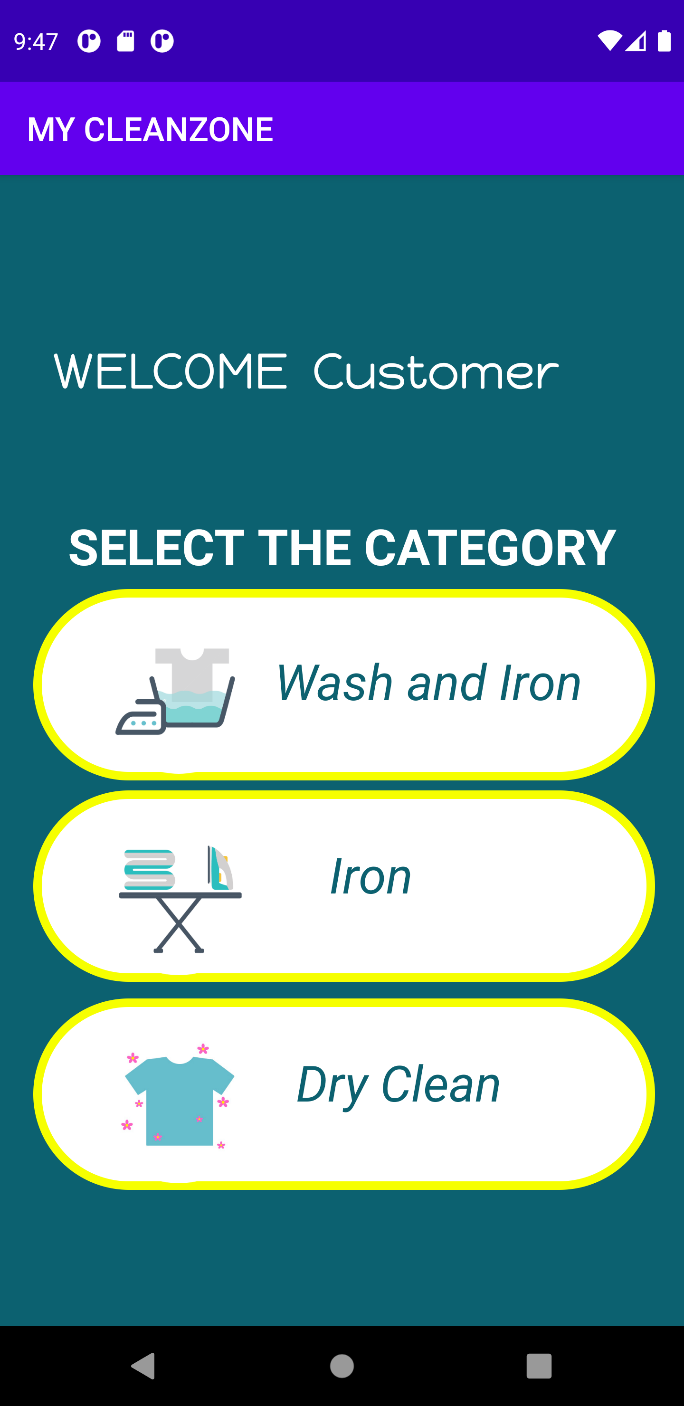 9:47
MY CLEANZONE
WELCOME Customer
SELECT THE CATEGORY
Wash and Iron
Iron
Dry Clean